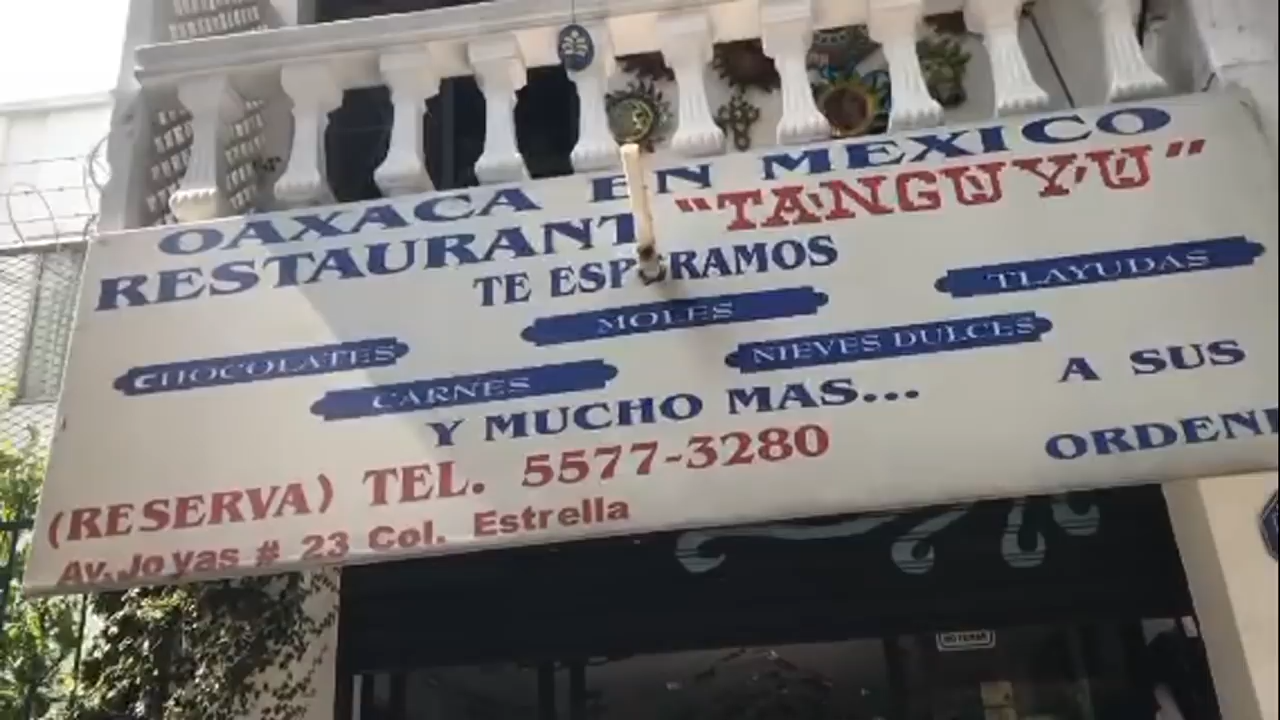 OAXACA EN MEXICO
RESTAURANT "TANGUYU"
TE ESPERAMOS
TLAYUDAS
MOLES
NIEVES DULCES
CHOCOLATES
CARNES
A SUS
Y MUCHO MAS...
(RESERVA) TEL. 5577-3280
Av. Joyas # 23 Col. Estrella